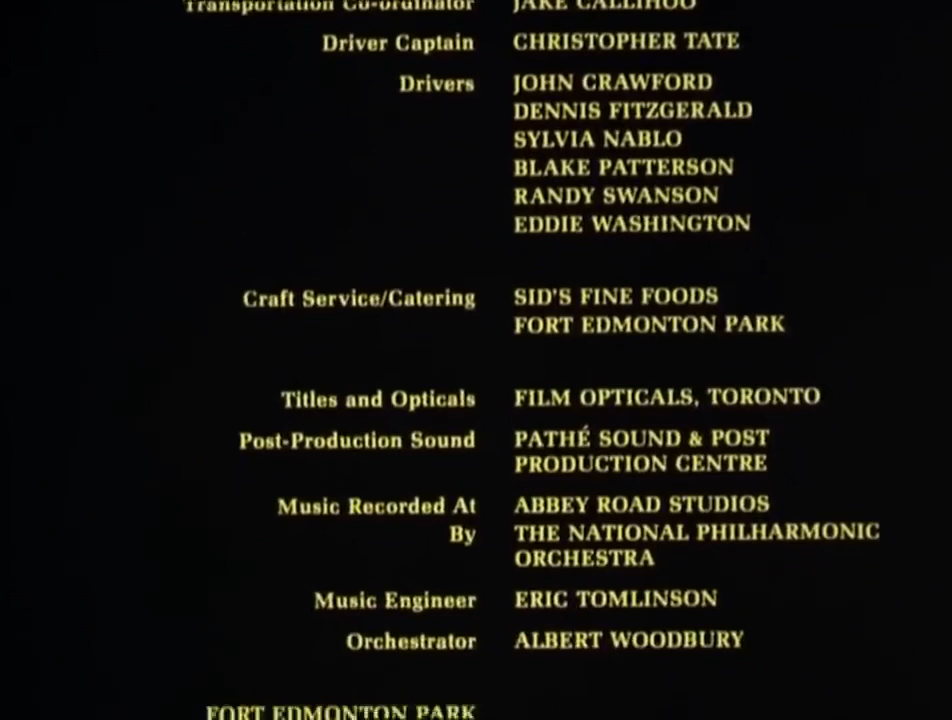 Transportation Co-ordinator JAKE CALLIHOO
Driver Captain CHRISTOPHER TATE
Drivers JOHN CRAWFORD
DENNIS FITZGERALD
SYLVIA NABLO
BLAKE PATTERSON
RANDY SWANSON
EDDIE WASHINGTON
Craft Service/Catering SID'S FINE FOODS
FORT EDMONTON PARK
Titles and Opticals FILM OPTICALS, TORONTO
Post-Production Sound PATHÉ SOUND & POST
PRODUCTION CENTRE
Music Recorded At ABBEY ROAD STUDIOS
By THE NATIONAL PHILHARMONIC
ORCHESTRA
Music Engineer ERIC TOMLINSON
Orchestrator ALBERT WOODBURY
FORT EDMONTON PARK